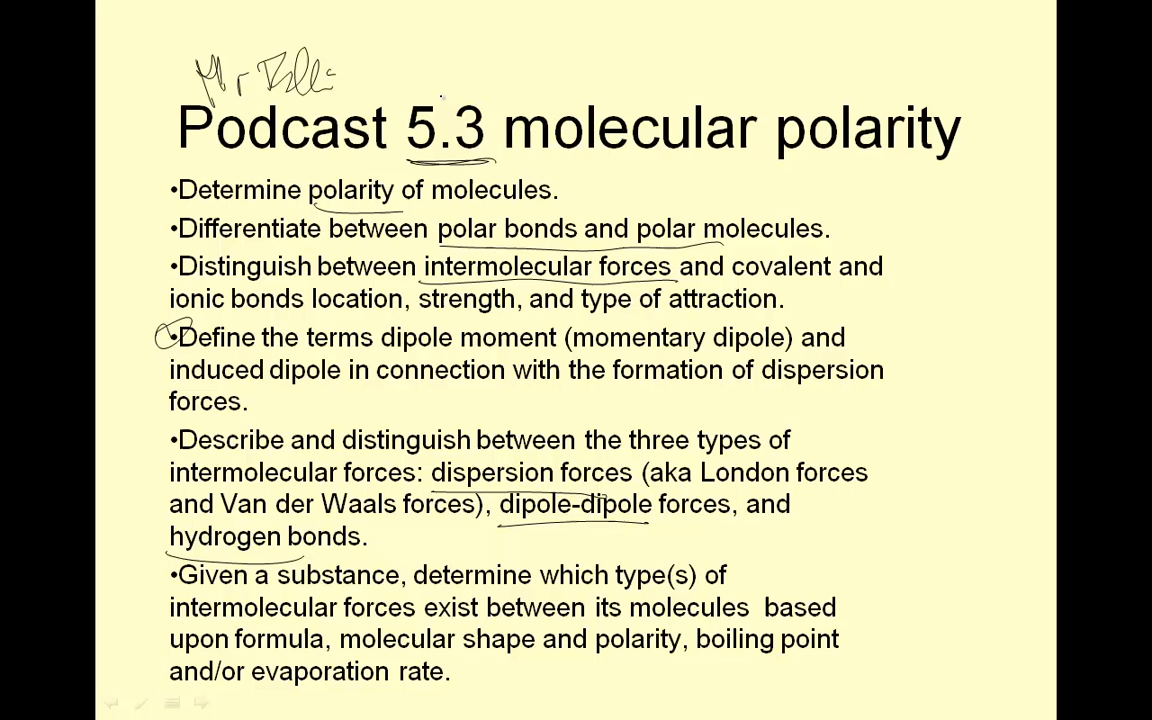 Mr
Podcast 5.3 molecular polarity
•Determine polarity of molecules.
•Differentiate between polar bonds and polar molecules.
•Distinguish between intermolecular forces and covalent and
ionic bonds location, strength, and type of attraction.
•Define the terms dipole moment (momentary dipole) and
induced dipole in connection with the formation of dispersion
forces.
•Describe and distinguish between the three types of
intermolecular forces: dispersion forces (aka London forces
and Van der Waals forces), dipole-dipole forces, and
hydrogen bonds.
•Given a substance, determine which type(s) of
intermolecular forces exist between its molecules based
upon formula, molecular shape and polarity, boiling point
and/or evaporation rate.